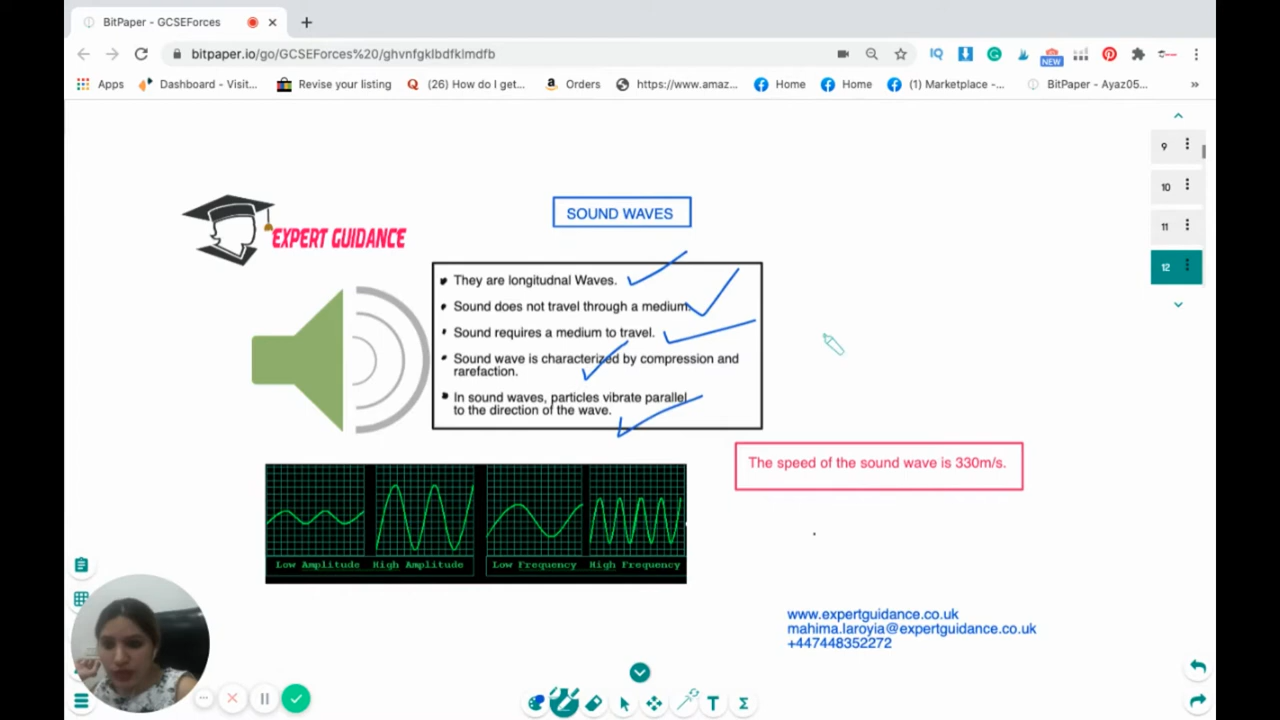 BitPaper - GCSEForces
bitpaper.io/go/GCSEForces%20/ghvnfgklbdfklmdfb
IQ
NEW
Apps
Dashboard - Visit...
Revise your listing
(26) How do I get...
Orders
https://www.amaz...
Home
Home
(1) Marketplace -...
BitPaper - Ayaz05...
»
9
10
11
12
EXPERT GUIDANCE
SOUND WAVES
They are longitudnal Waves.
Sound does not travel through a medium.
Sound requires a medium to travel.
Sound wave is characterized by compression and
rarefaction.
In sound waves, particles vibrate parallel
to the direction of the wave.
The speed of the sound wave is 330m/s.
Low Amplitude High Amplitude
Low Frequency High Frequency
www.expertguidance.co.uk
mahima.laroyia@expertguidance.co.uk
+447448352272
T
Σ